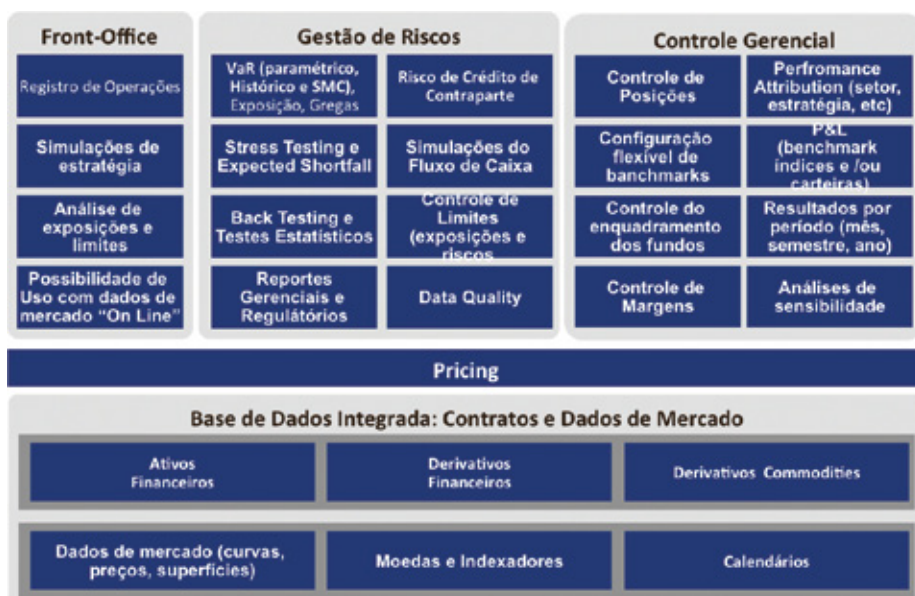 Front-Office
Registro de Operações
Simulações de
estratégia
Análise de
exposições e
limites
Possibilidade de
Uso com dados de
mercado “On Line”
Gestão de Riscos
VaR (paramétrico,
Histórico e SMC),
Exposição, Gregas
Risco de Crédito de
Contraparte
Stress Testing e
Expected Shortfall
Simulações do
Fluxo de Caixa
Back Testing e
Testes Estatísticos
Controle de
Limites
(exposições e
riscos
Reportes
Gerenciais e
Regulátórios
Data Quality
Controle Gerencial
Controle de
Posições
Perfromance
Attribution (setor,
estratégia, etc)
Configuração
flexível de
banchmarks
P&L
(benchmark
índices e /ou
carteiras)
Controle do
enquadramento
dos fundos
Resultados por
período (mês,
semestre, ano)
Controle de
Margens
Análises de
sensibilidade
Pricing
Base de Dados Integrada: Contratos e Dados de Mercado
Ativos
Financeiros
Derivativos
Financeiros
Derivativos Commodities
Dados de mercado (curvas,
preços, superfícies)
Moedas e Indexadores
Calendários